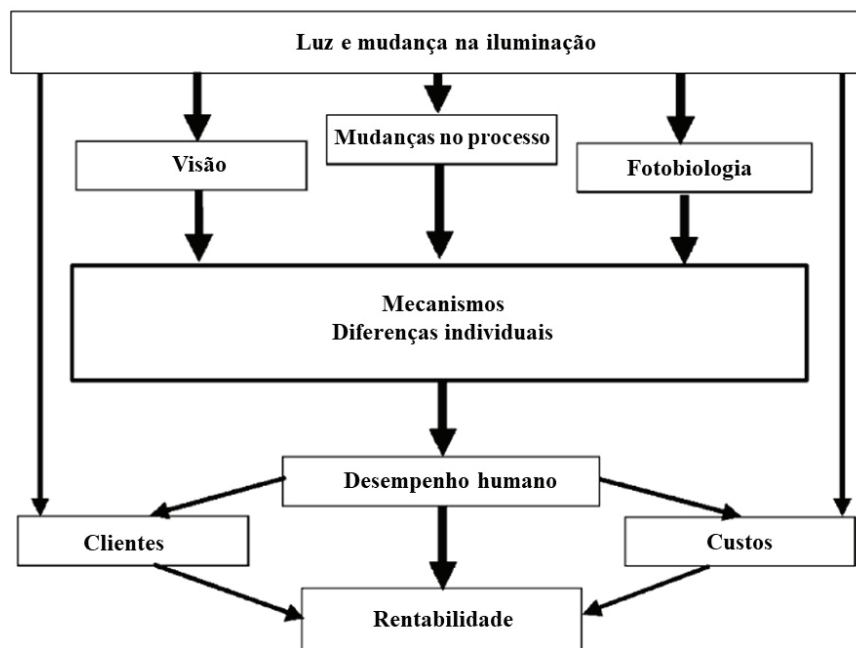 Luz e mudança na iluminação
Visão
Mudanças no processo
Fotobiologia
Mecanismos
Diferenças individuais
Desempenho humano
Clientes
Custos
Rentabilidade